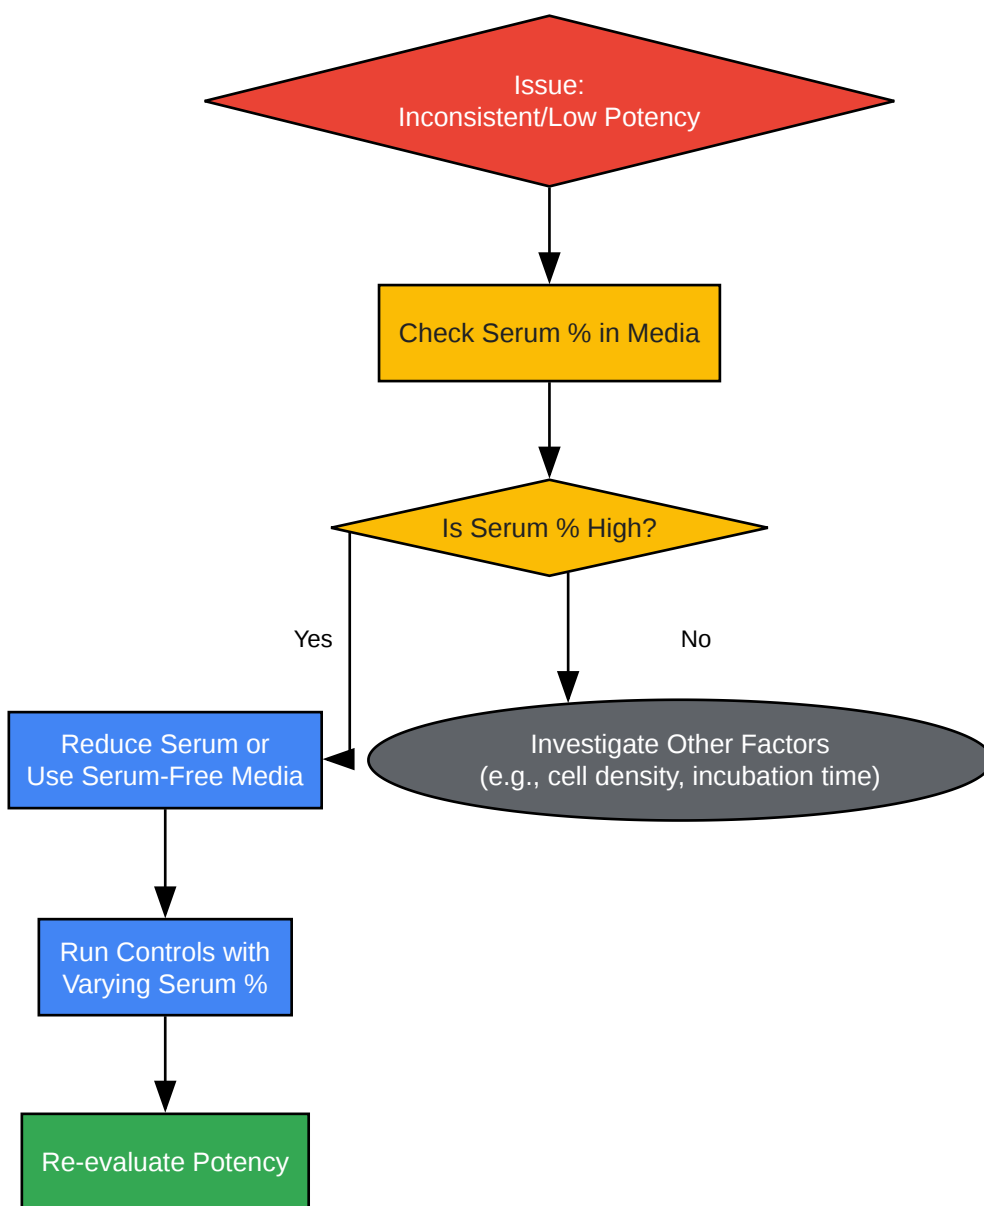 Issue:
Inconsistent/Low Potency
Check Serum % in Media
Is Serum % High?
Yes
No
Reduce Serum or
Use Serum-Free Media
Investigate Other Factors
(e.g., cell density, incubation time)
Run Controls with
Varying Serum %
Re-evaluate Potency